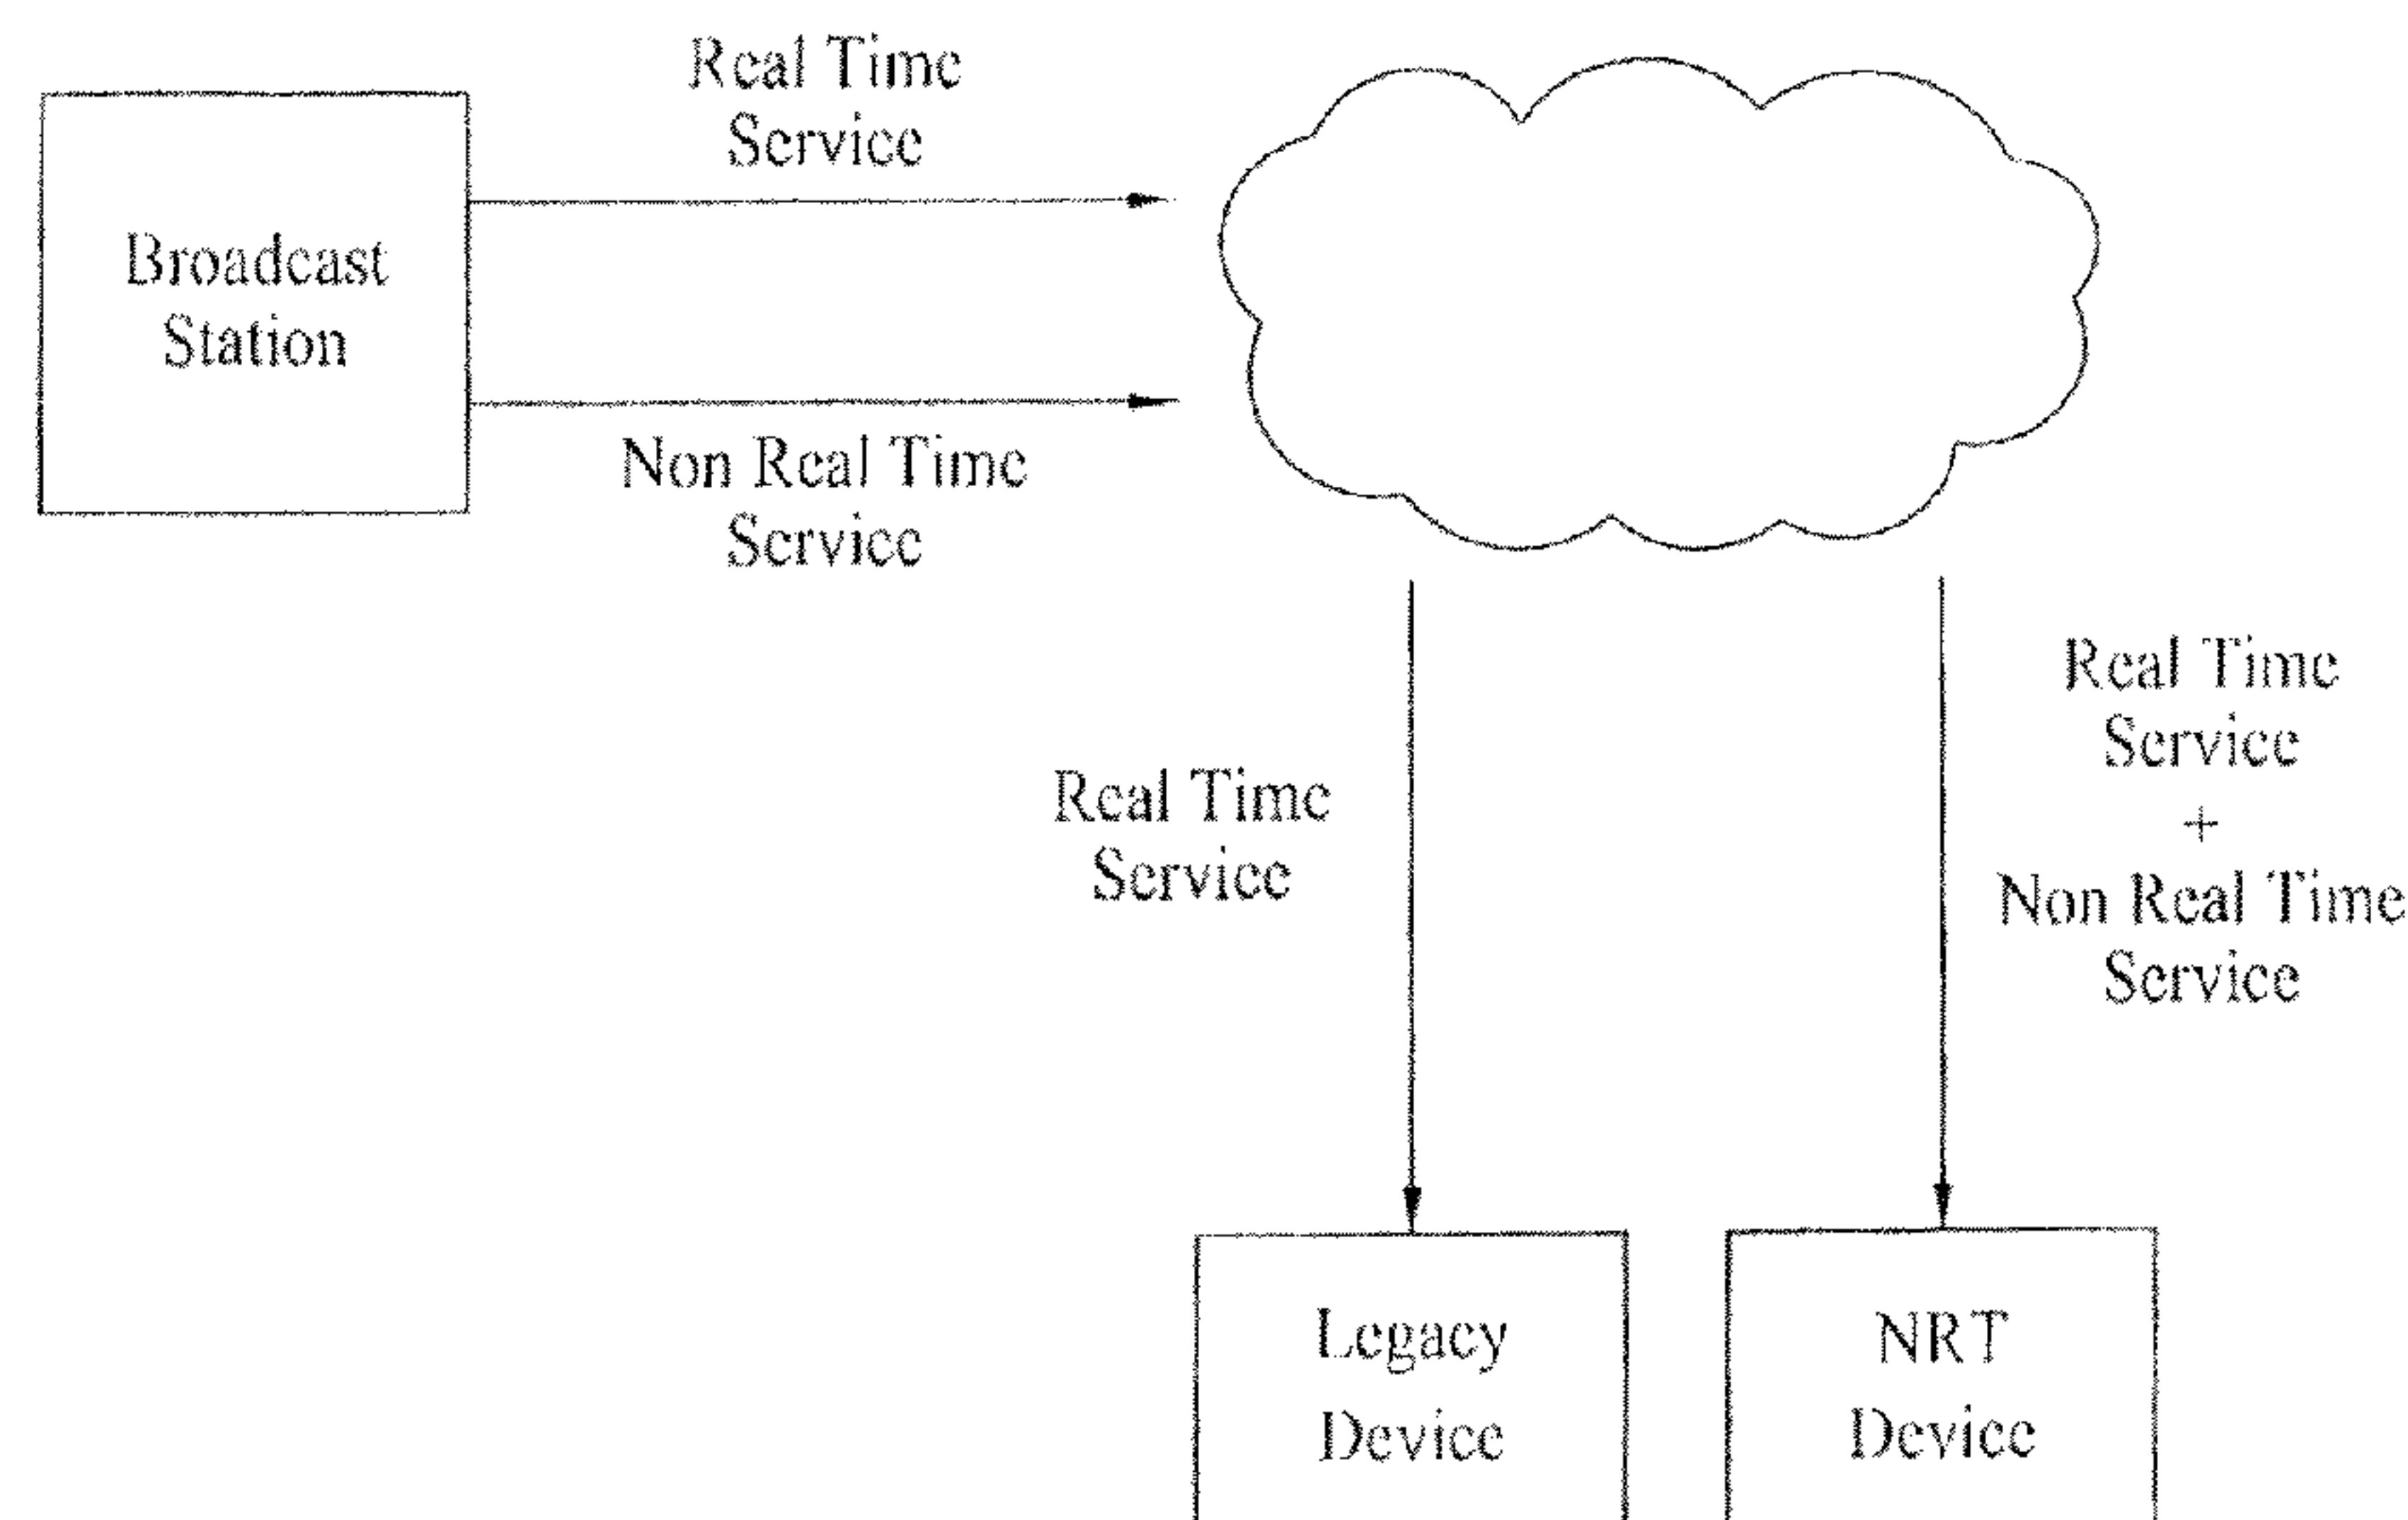 Real Time
Service
Broadcast
Station
Non Real Time
Service
Real Time
Service
Real Time
Service
+
Non Real Time
Service
Legacy
Device
NRT
Device